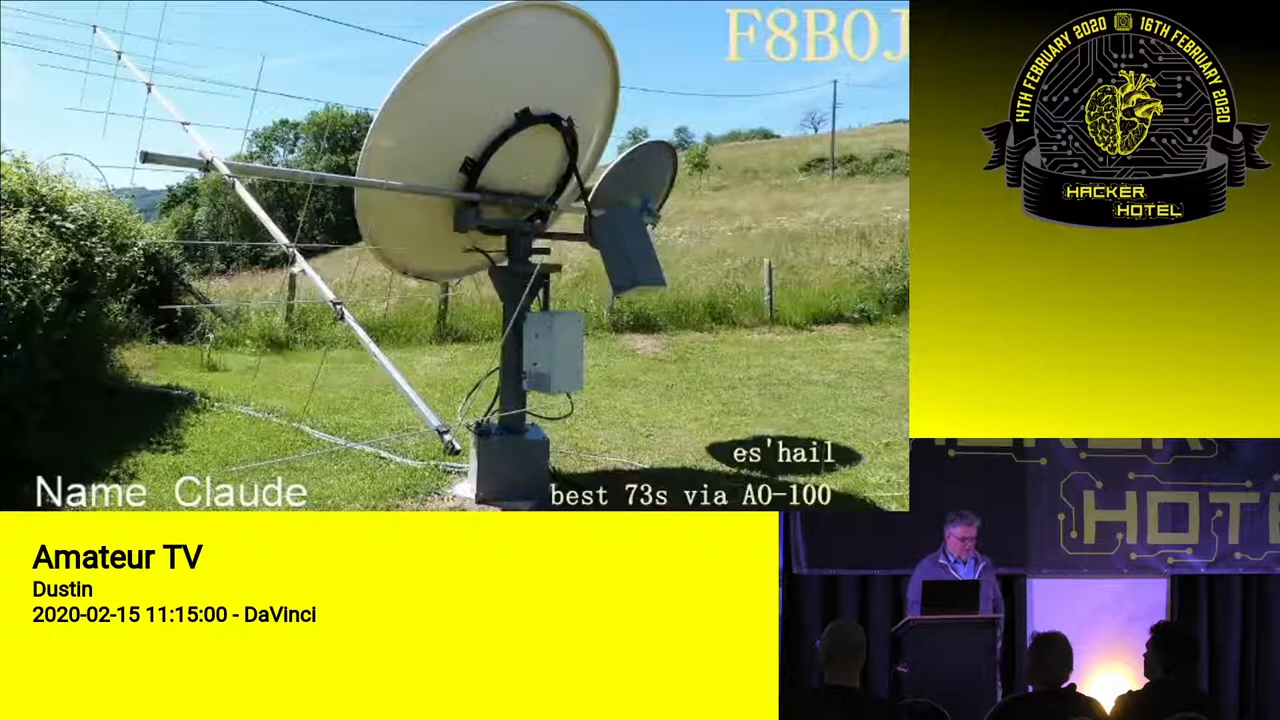 F8BOJ
es'hail
Name Claude
best 73s via AO-100
14TH FEBRUARY 2020
16TH FEBRUARY 2020
HACKER
HOTEL
HOT
Amateur TV
Dustin
2020-02-15 11:15:00 - DaVinci